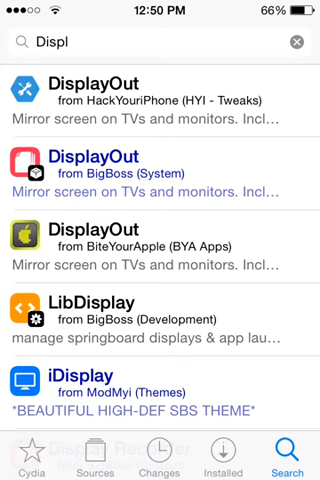 12:50 PM
66%
Displ
DisplayOut
from HackYouriPhone (HYI - Tweaks)
Mirror screen on TVs and monitors. Incl…
DisplayOut
from BigBoss (System)
Mirror screen on TVs and monitors. Incl…
DisplayOut
from BiteYourApple (BYA Apps)
Mirror screen on TVs and monitors. Incl…
LibDisplay
from BigBoss (Development)
manage springboard displays & app lau…
iDisplay
from ModMyi (Themes)
*BEAUTIFUL HIGH-DEF SBS THEME*
Display Recorder
Cydia Sources Changes Installed Search